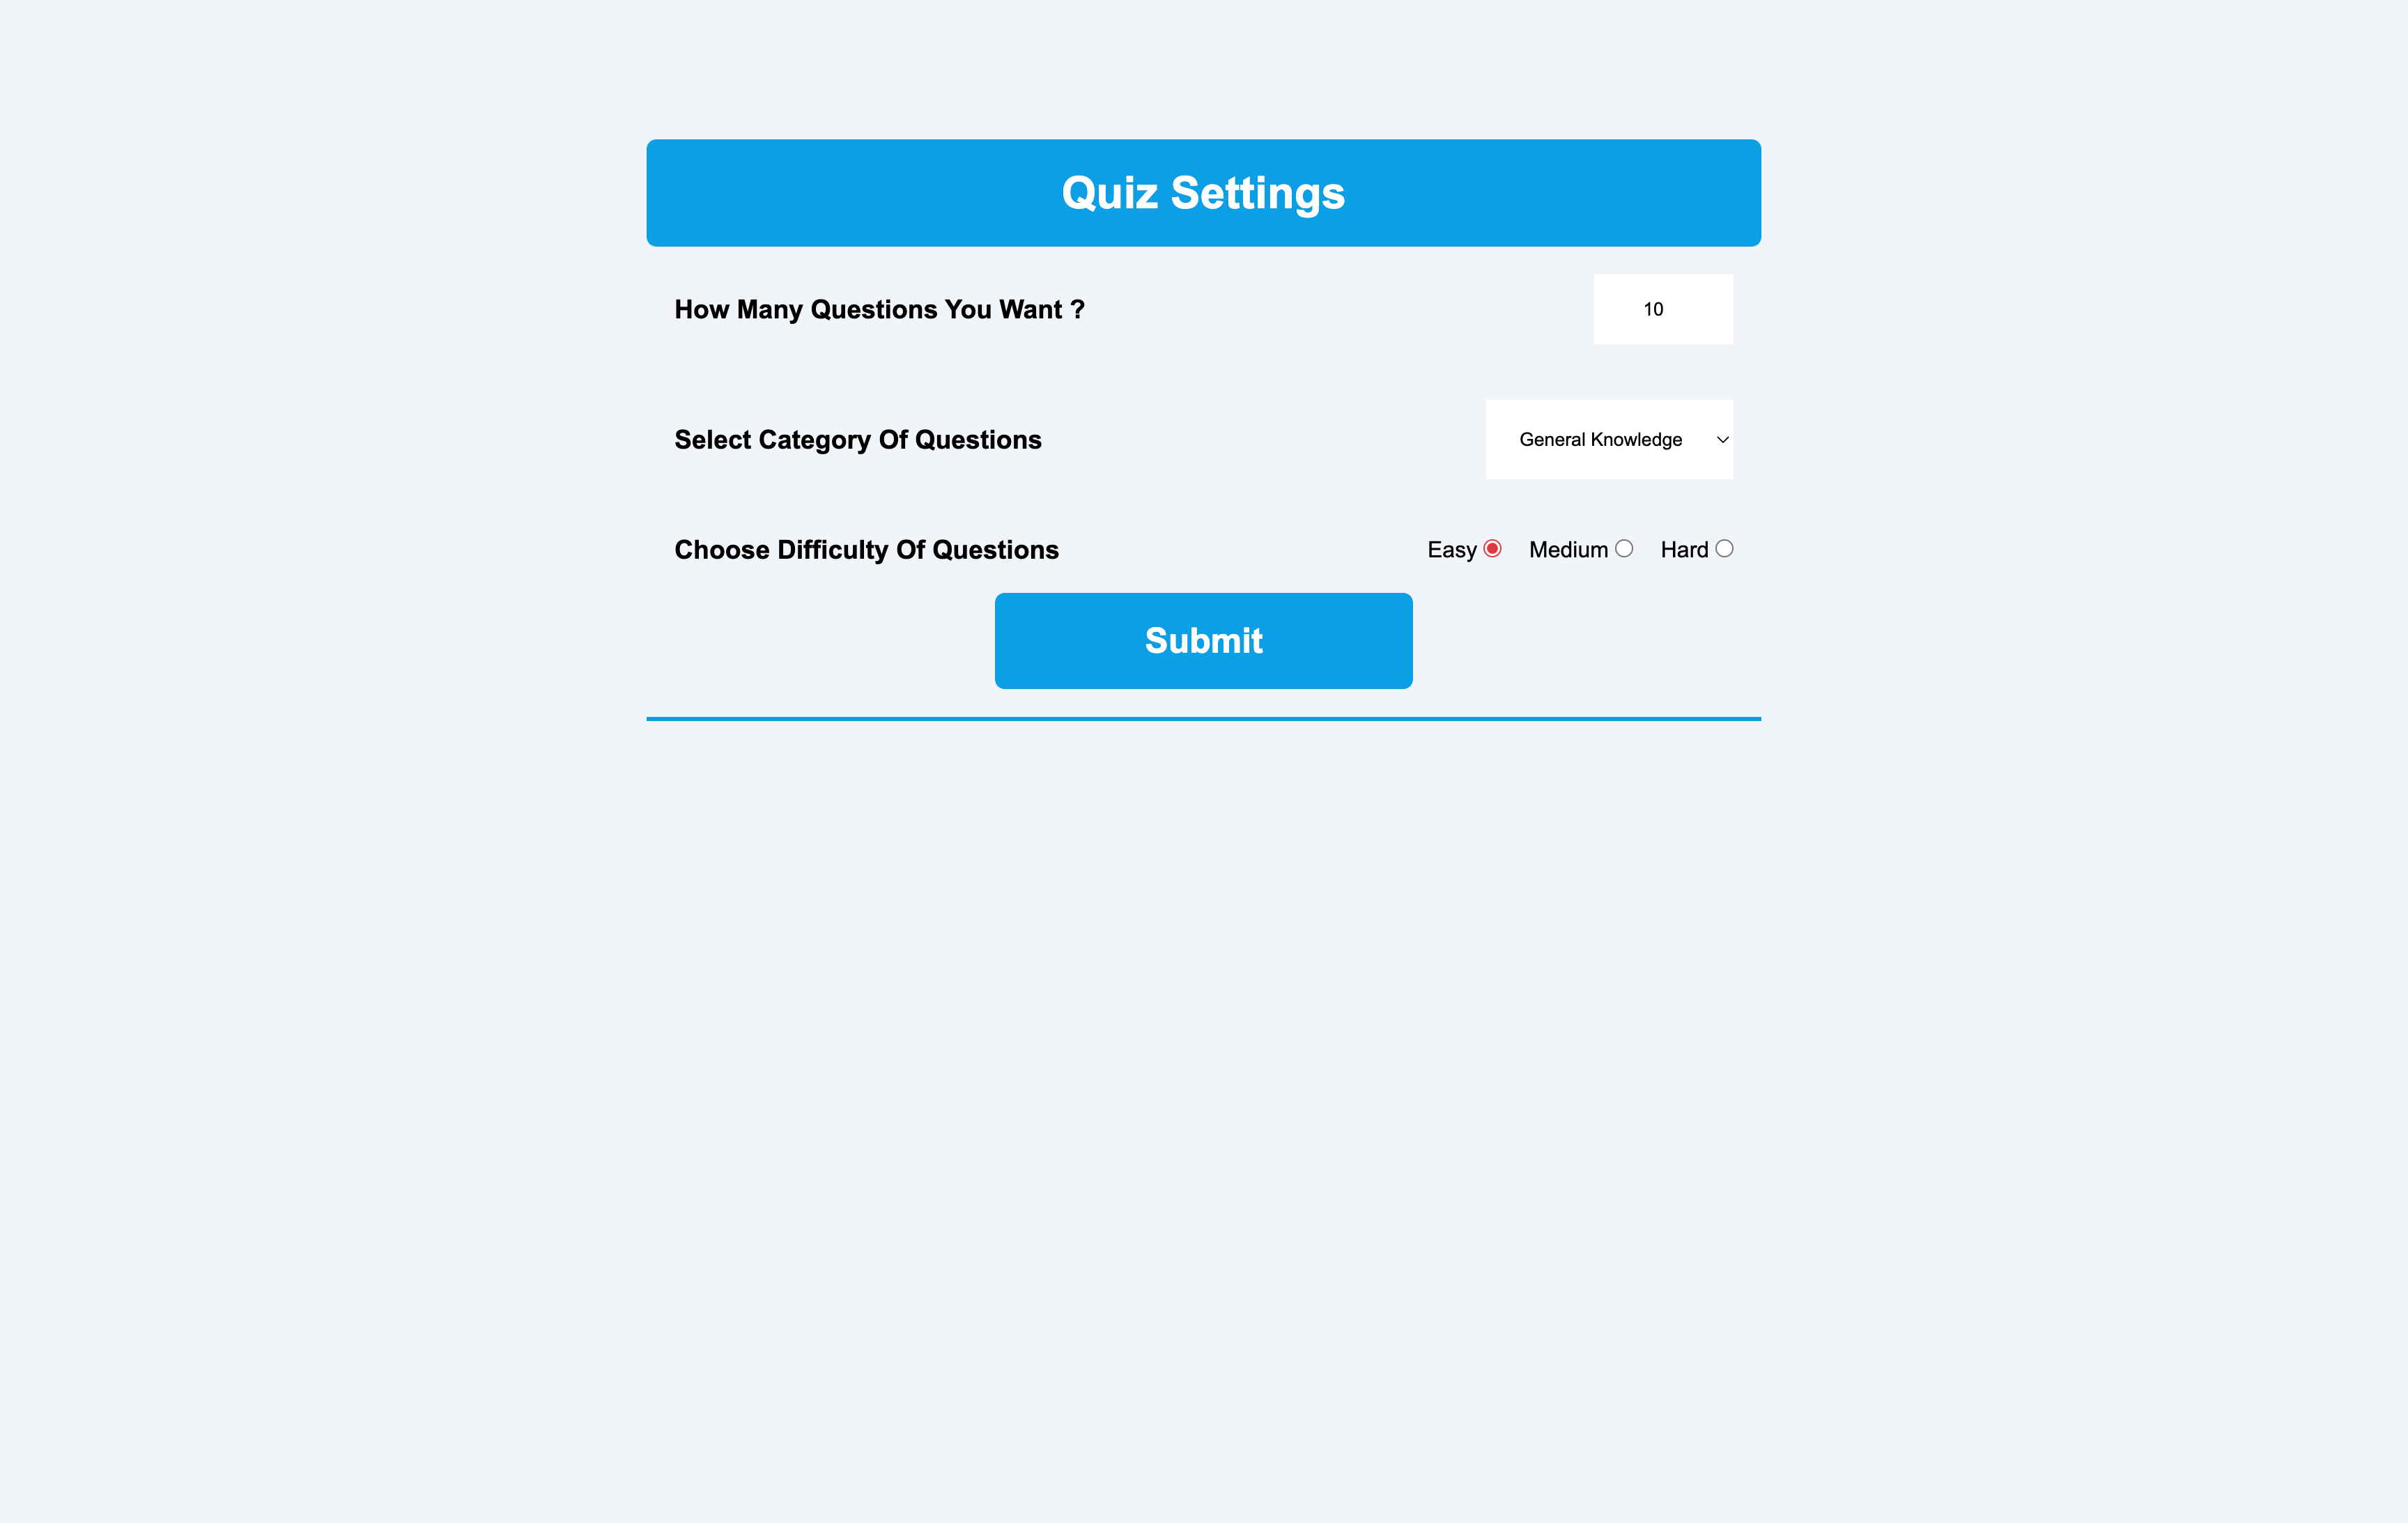 Quiz Settings
How Many Questions You Want ? 10
Select Category Of Questions General Knowledge
Choose Difficulty Of Questions Easy Medium Hard
Submit